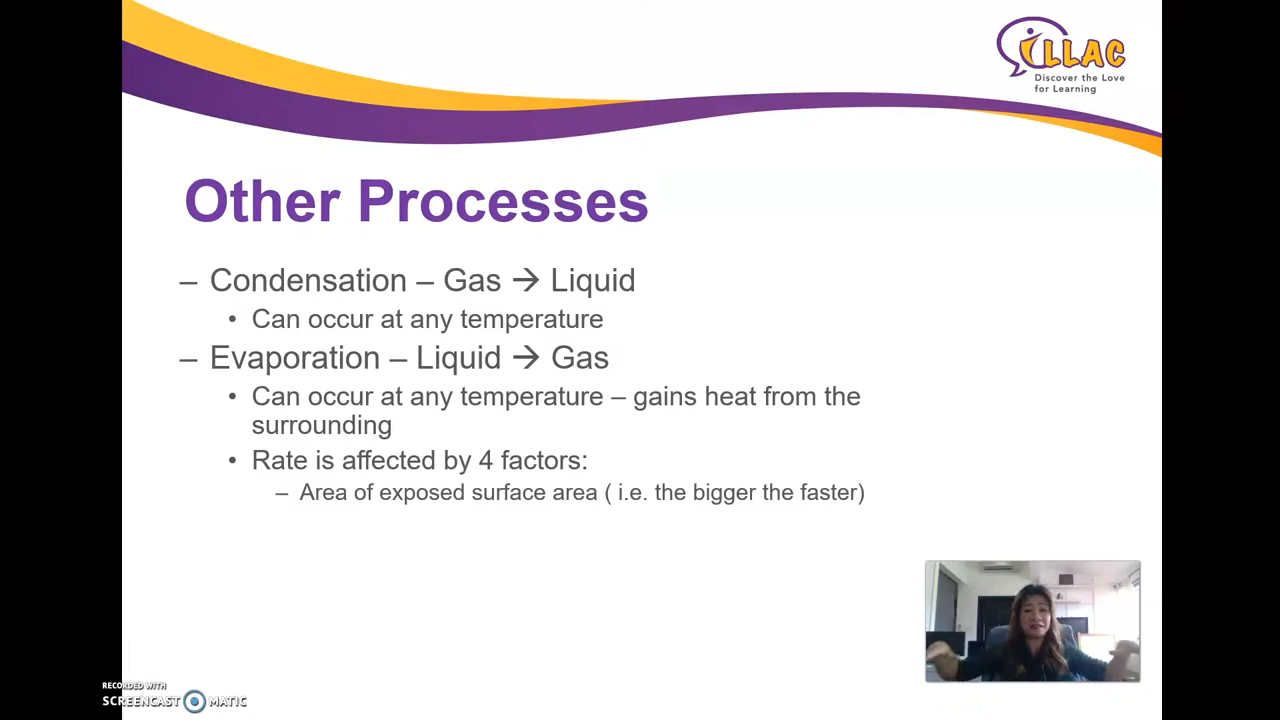 iLLAC
Discover the Love
for Learning
Other Processes
– Condensation – Gas → Liquid
• Can occur at any temperature
– Evaporation – Liquid → Gas
• Can occur at any temperature – gains heat from the
surrounding
• Rate is affected by 4 factors:
– Area of exposed surface area ( i.e. the bigger the faster)
RECORDED WITH
SCREENCAST MATIC